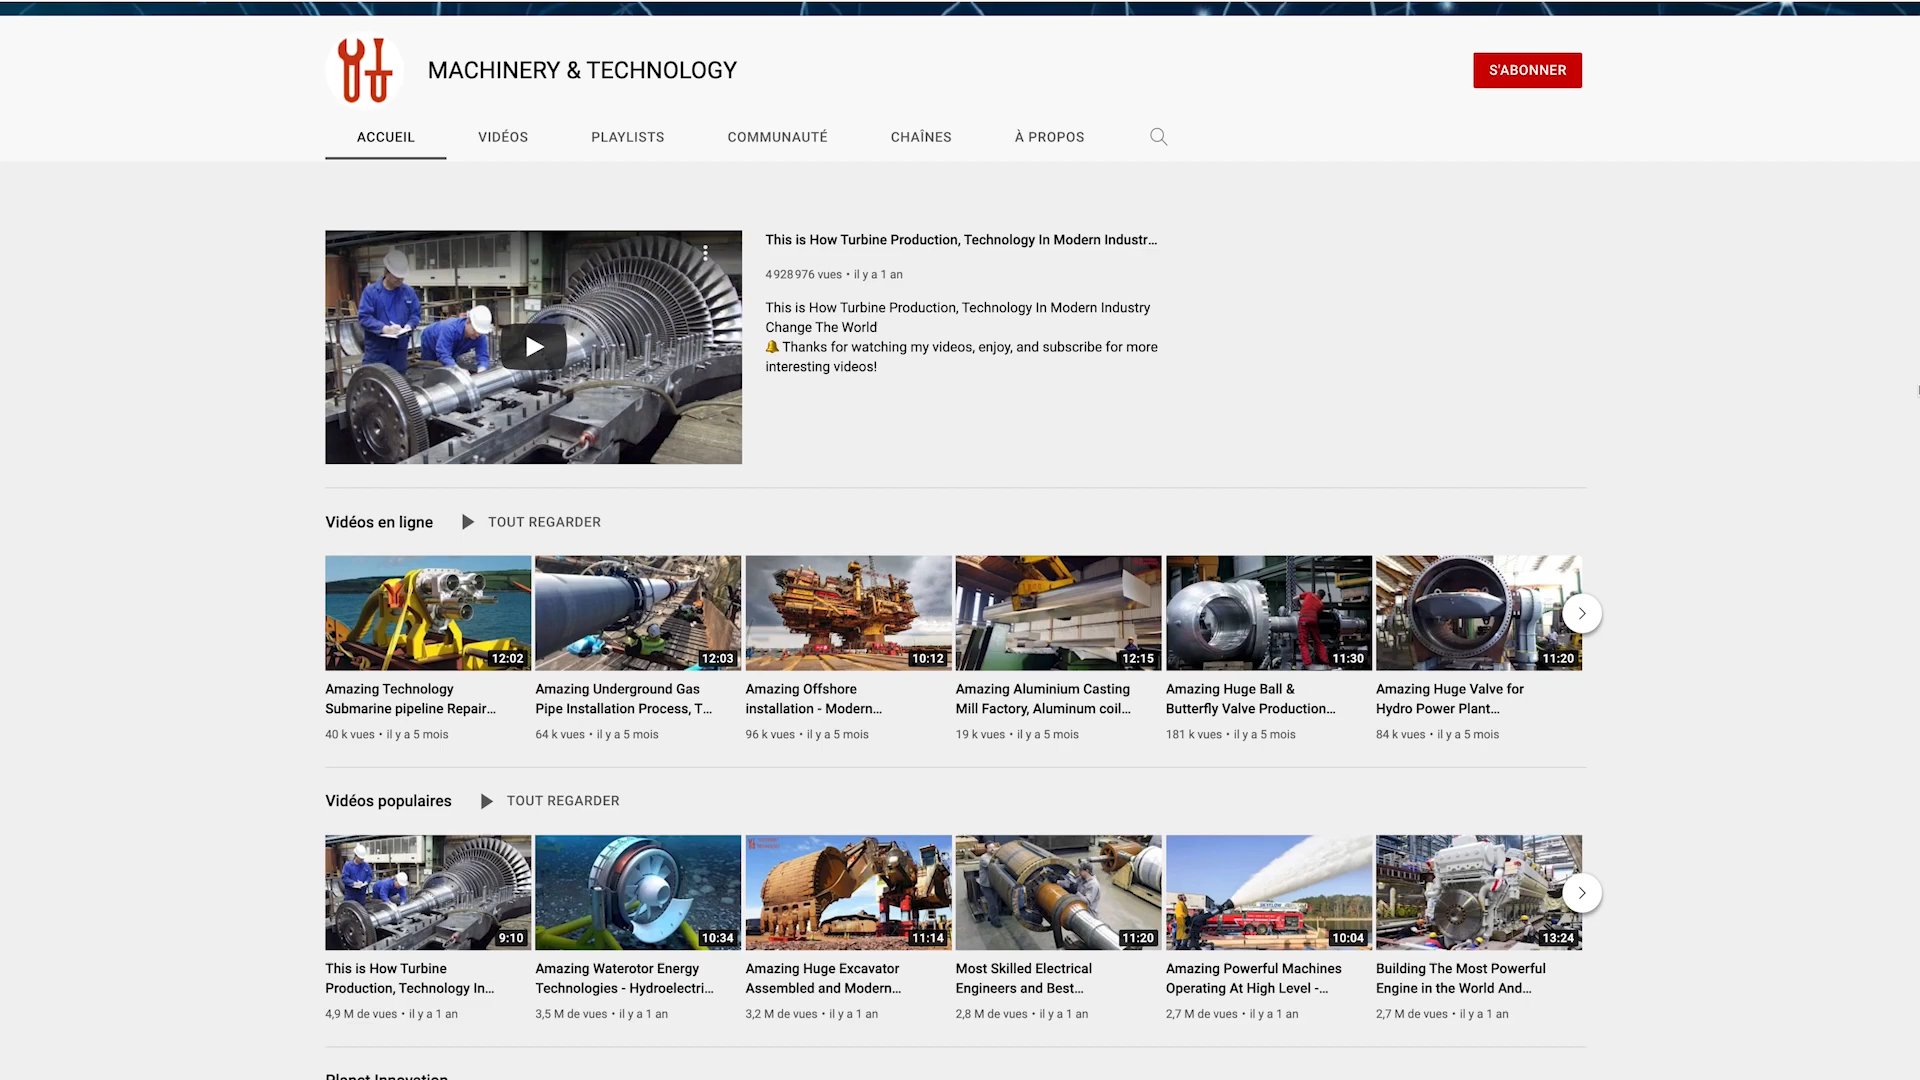 MACHINERY & TECHNOLOGY
S'ABONNER
ACCUEIL
VIDÉOS
PLAYLISTS
COMMUNAUTÉ
CHAÎNES
À PROPOS
This is How Turbine Production, Technology In Modern Industr...
4 928 976 vues • il y a 1 an
This is How Turbine Production, Technology In Modern Industry
Change The World
🔔 Thanks for watching my videos, enjoy, and subscribe for more
interesting videos!
Vidéos en ligne
TOUT REGARDER
12:02
12:03
10:12
12:15
11:30
11:20
Amazing Technology
Submarine pipeline Repair...
40 k vues • il y a 5 mois
Amazing Underground Gas
Pipe Installation Process, T...
64 k vues • il y a 5 mois
Amazing Offshore
installation - Modern...
96 k vues • il y a 5 mois
Amazing Aluminium Casting
Mill Factory, Aluminum coil...
19 k vues • il y a 5 mois
Amazing Huge Ball &
Butterfly Valve Production...
181 k vues • il y a 5 mois
Amazing Huge Valve for
Hydro Power Plant...
84 k vues • il y a 5 mois
Vidéos populaires
TOUT REGARDER
9:10
10:34
11:14
11:20
10:04
13:24
This is How Turbine
Production, Technology In...
4,9 M de vues • il y a 1 an
Amazing Waterotor Energy
Technologies - Hydroelectri...
3,5 M de vues • il y a 1 an
Amazing Huge Excavator
Assembled and Modern...
3,2 M de vues • il y a 1 an
Most Skilled Electrical
Engineers and Best...
2,8 M de vues • il y a 1 an
Amazing Powerful Machines
Operating At High Level -...
2,7 M de vues • il y a 1 an
Building The Most Powerful
Engine in the World And...
2,7 M de vues • il y a 1 an
Planet Innovation